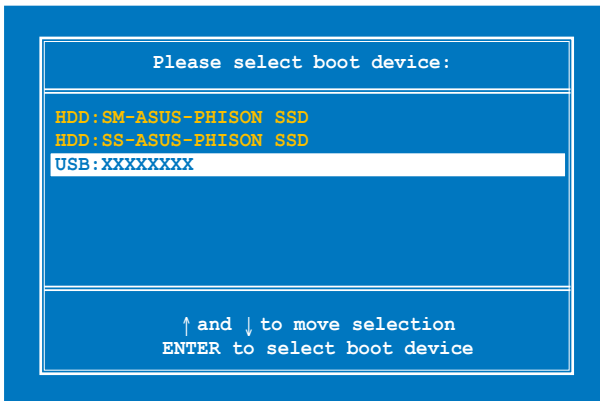 Please select boot device:
HDD:SM-ASUS-PHISON SSD
HDD:SS-ASUS-PHISON SSD
USB:XXXXXXXX
↑ and ↓ to move selection
ENTER to select boot device